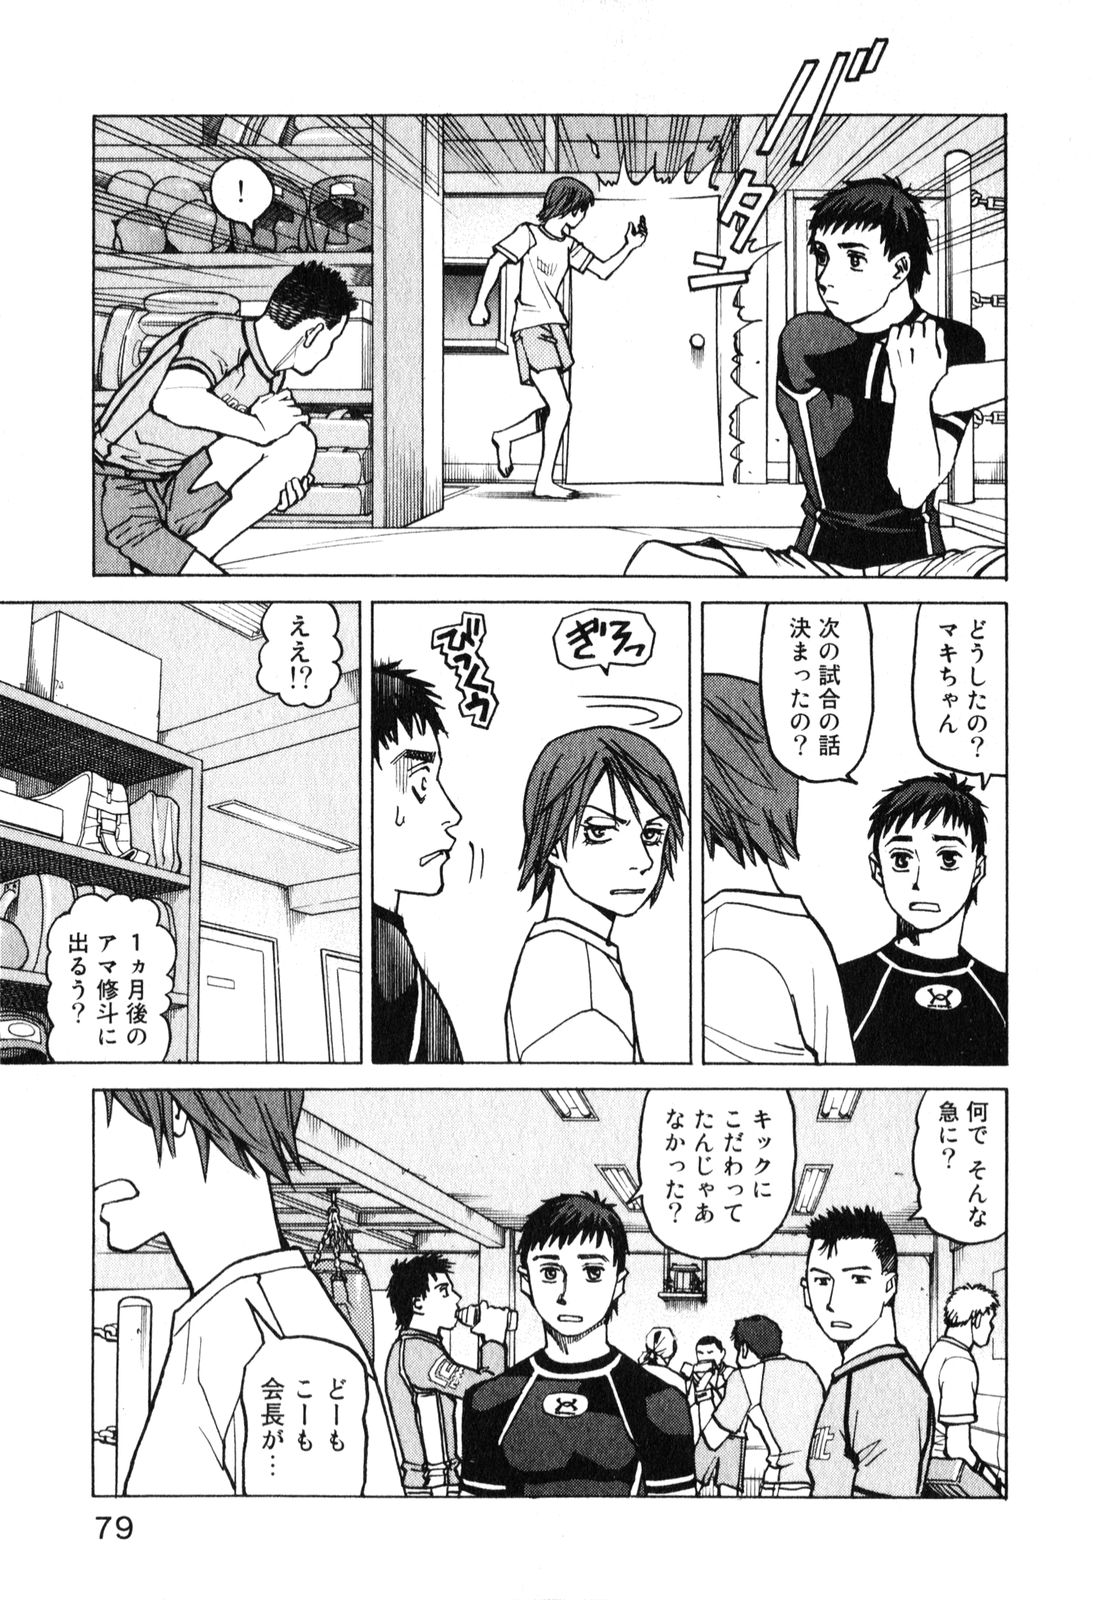 バタンッ
！
どうしたの？
マキちゃん
次の試合の話
決まったの？
ぎろっ
びっくぅ
ええ!?
1ヵ月後の
アマ修斗に
出るう？
何で そんな
急に？
キックに
こだわって
たんじゃあ
なかった？
どーも
こーも
会長が…
79